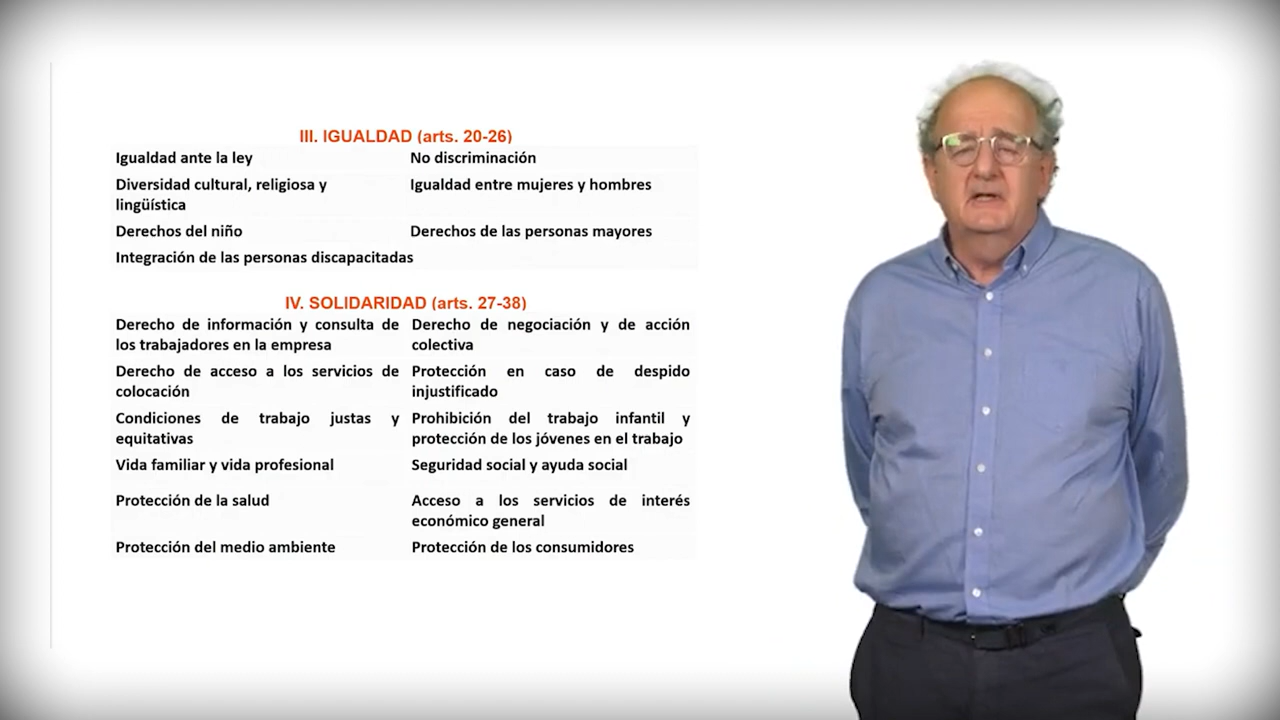 III. IGUALDAD (arts. 20-26)
Igualdad ante la ley
No discriminación
Diversidad cultural, religiosa y
lingüística
Igualdad entre mujeres y hombres
Derechos del niño
Derechos de las personas mayores
Integración de las personas discapacitadas
IV. SOLIDARIDAD (arts. 27-38)
Derecho de información y consulta de
los trabajadores en la empresa
Derecho de negociación y de acción
colectiva
Derecho de acceso a los servicios de
colocación
Protección en caso de despido
injustificado
Condiciones de trabajo justas y
equitativas
Prohibición del trabajo infantil y
protección de los jóvenes en el trabajo
Vida familiar y vida profesional
Seguridad social y ayuda social
Protección de la salud
Acceso a los servicios de interés
económico general
Protección del medio ambiente
Protección de los consumidores